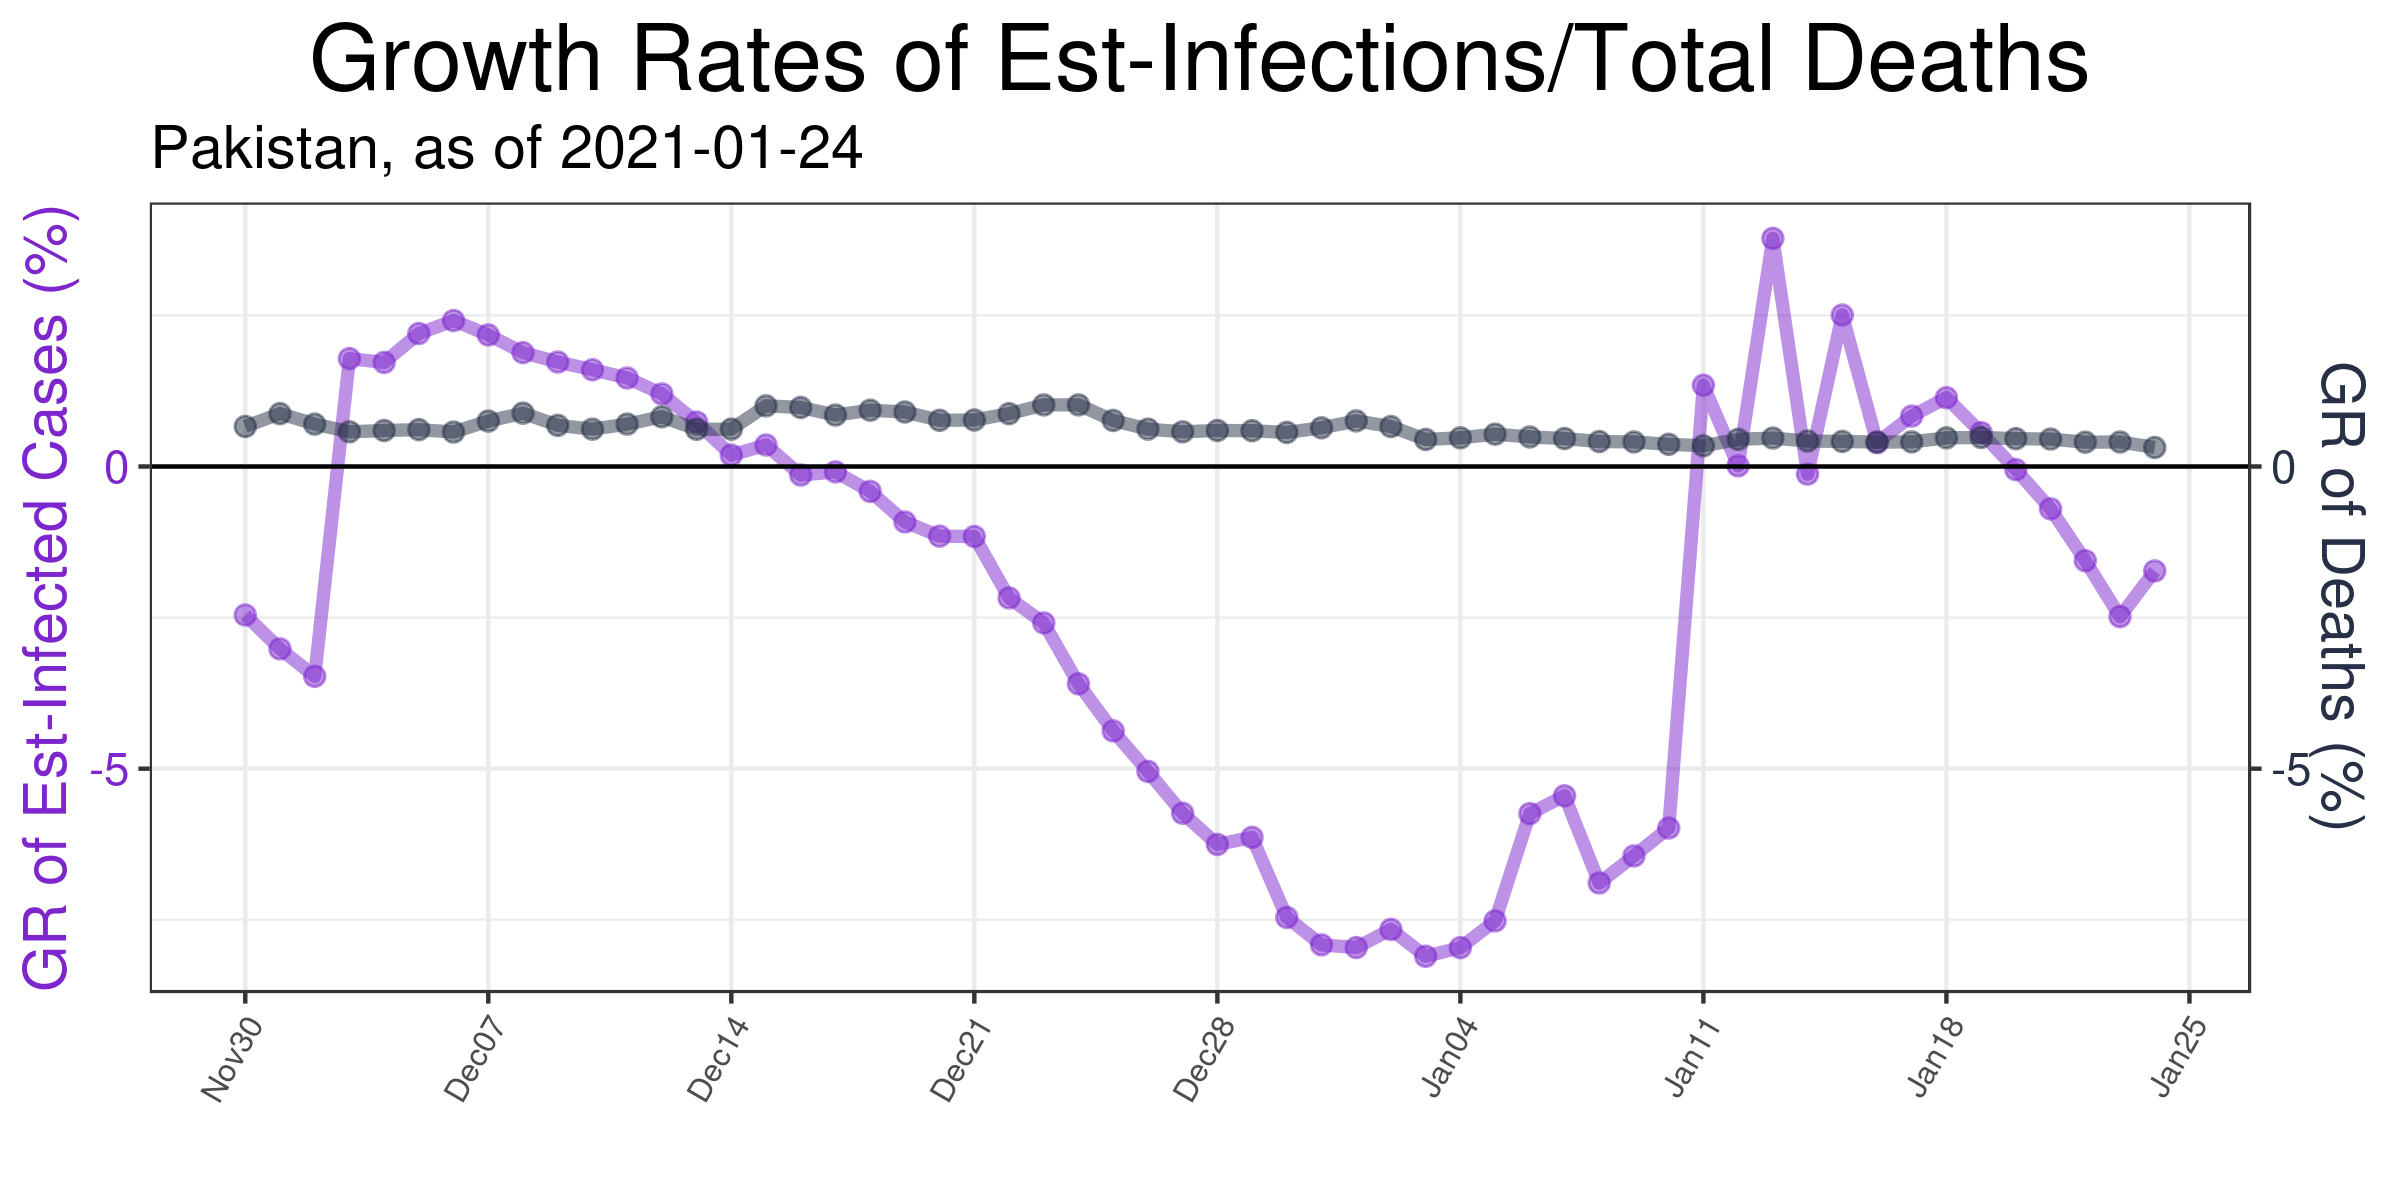 Growth Rates of Est-Infections/Total Deaths
Pakistan, as of 2021-01-24
GR of Est-Infected Cases (%)
0
-5
GR of Deaths (%)
0
-5
Nov30
Dec07
Dec14
Dec21
Dec28
Jan04
Jan11
Jan18
Jan25